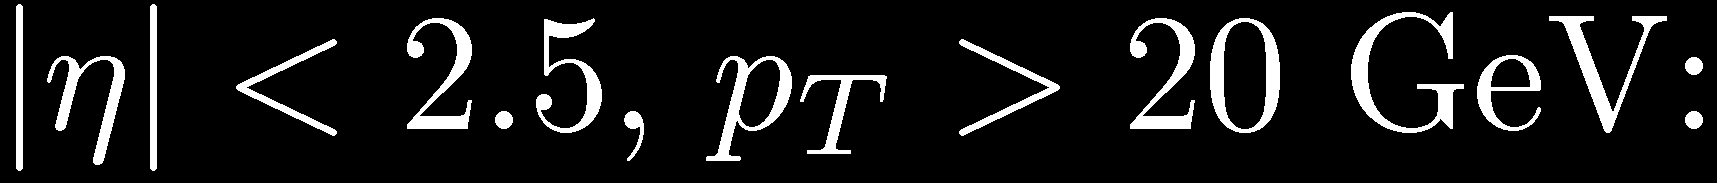 |η| < 2.5, p_T > 20 GeV: